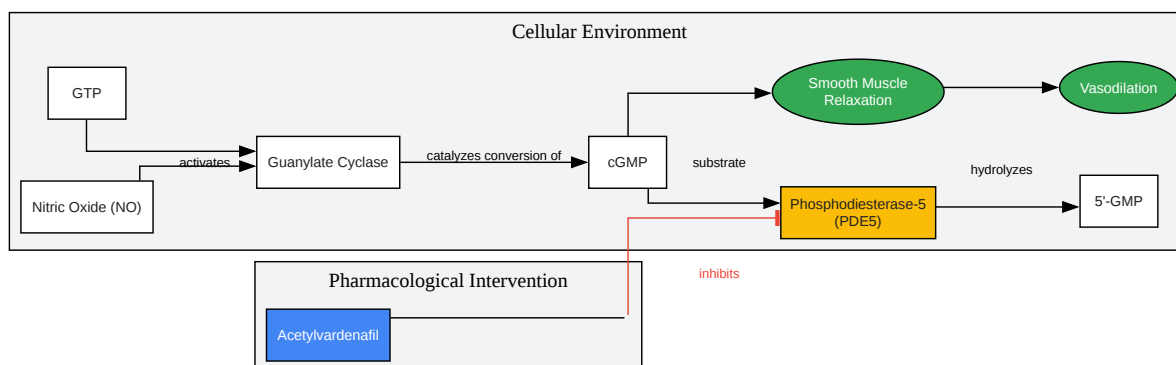 Cellular Environment
GTP
Smooth Muscle
Relaxation
Vasodilation
activates
Guanylate Cyclase
catalyzes conversion of
cGMP
substrate
hydrolyzes
Nitric Oxide (NO)
Phosphodiesterase-5
(PDE5)
5'-GMP
Pharmacological Intervention
inhibits
Acetylvardenafil